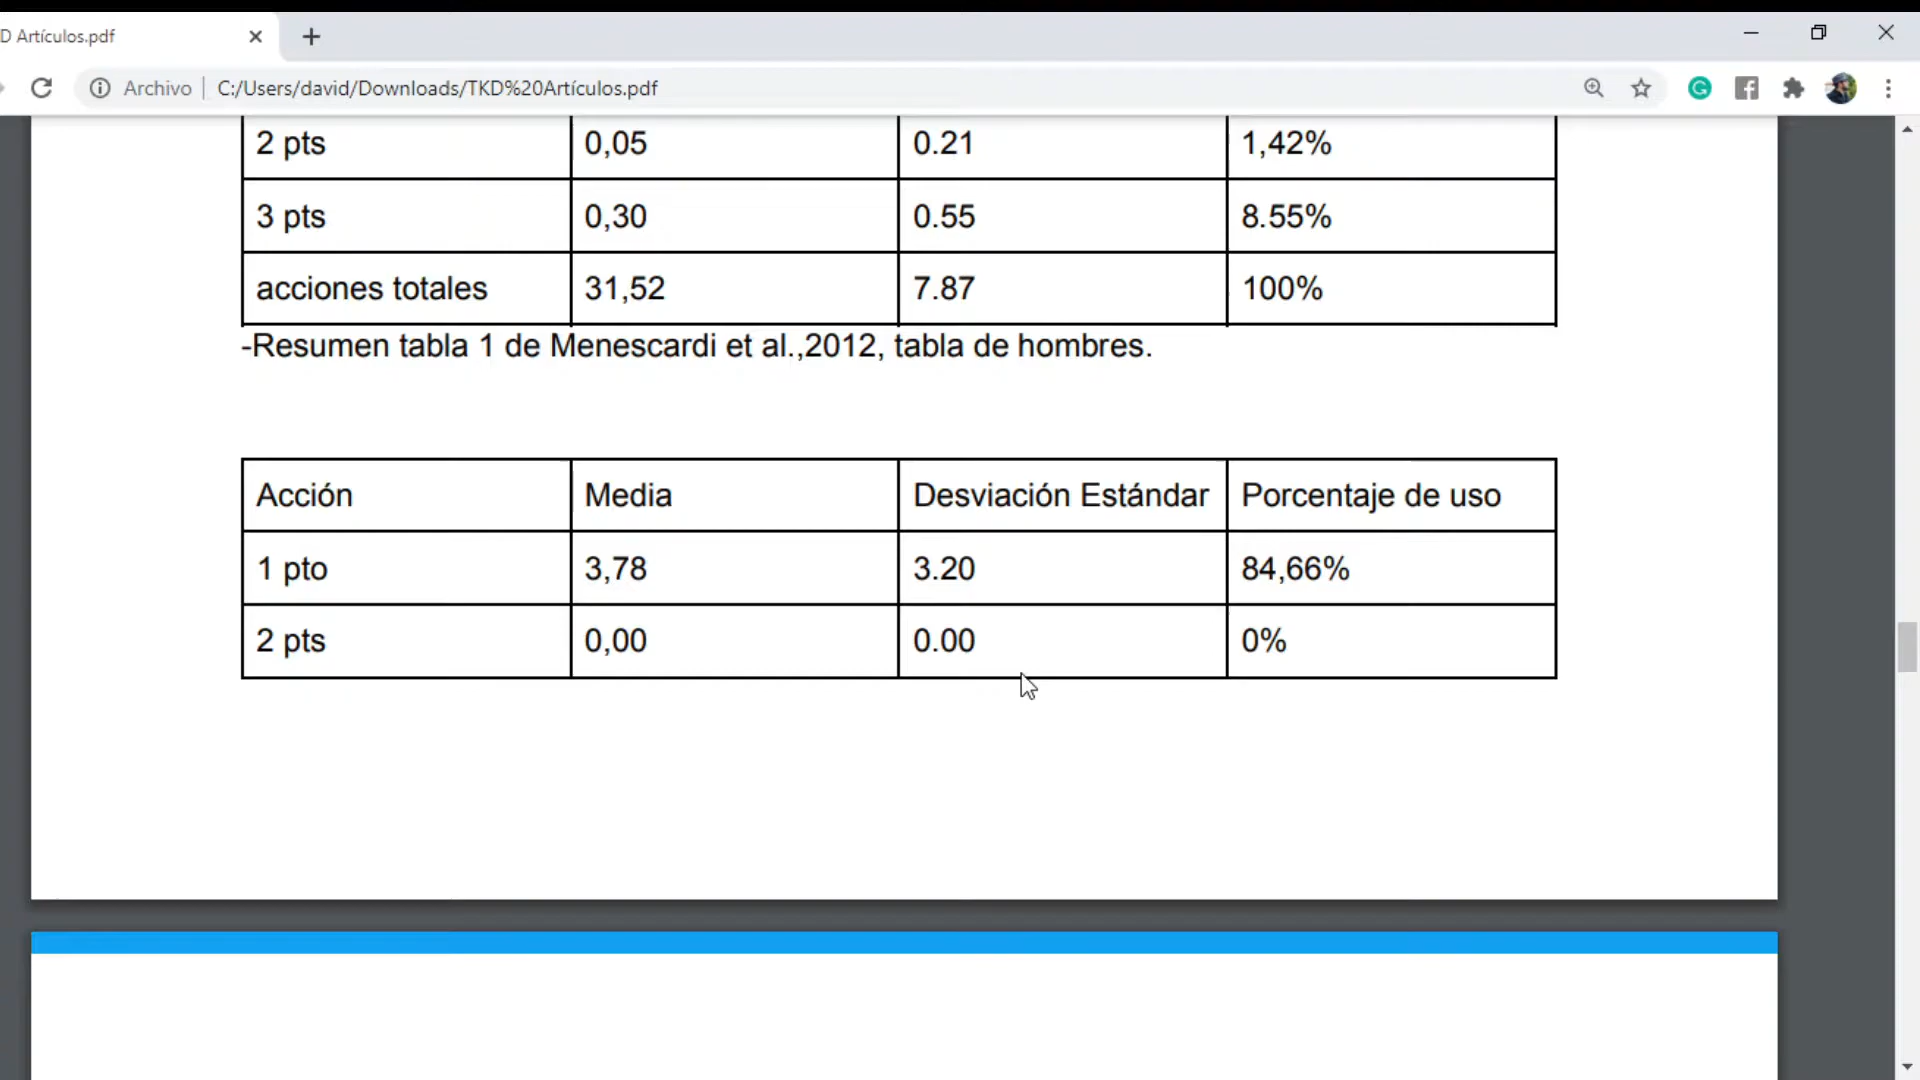 D Artículos.pdf
Archivo | C:/Users/david/Downloads/TKD%20Artículos.pdf
2 pts 0,05 0.21 1,42%
3 pts 0,30 0.55 8.55%
acciones totales 31,52 7.87 100%
-Resumen tabla 1 de Menescardi et al.,2012, tabla de hombres.
Acción Media Desviación Estándar Porcentaje de uso
1 pto 3,78 3.20 84,66%
2 pts 0,00 0.00 0%